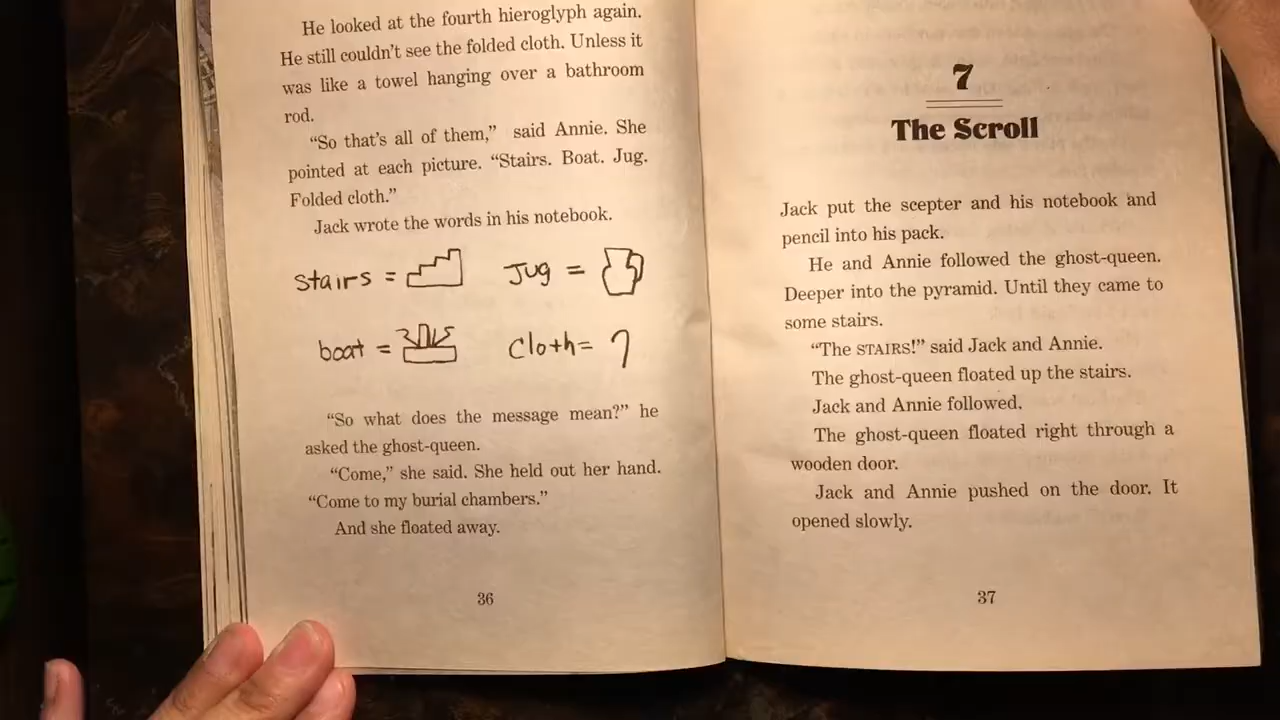 He looked at the fourth hieroglyph again.
He still couldn't see the folded cloth. Unless it
was like a towel hanging over a bathroom
rod.
“So that's all of them,” said Annie. She
pointed at each picture. “Stairs. Boat. Jug.
Folded cloth.”
Jack wrote the words in his notebook.
stairs = Jug =
boat = cloth= ?
“So what does the message mean?” he
asked the ghost-queen.
“Come,” she said. She held out her hand.
“Come to my burial chambers.”
And she floated away.
36
7
The Scroll
Jack put the scepter and his notebook and
pencil into his pack.
He and Annie followed the ghost-queen.
Deeper into the pyramid. Until they came to
some stairs.
“The STAIRS!” said Jack and Annie.
The ghost-queen floated up the stairs.
Jack and Annie followed.
The ghost-queen floated right through a
wooden door.
Jack and Annie pushed on the door. It
opened slowly.
37